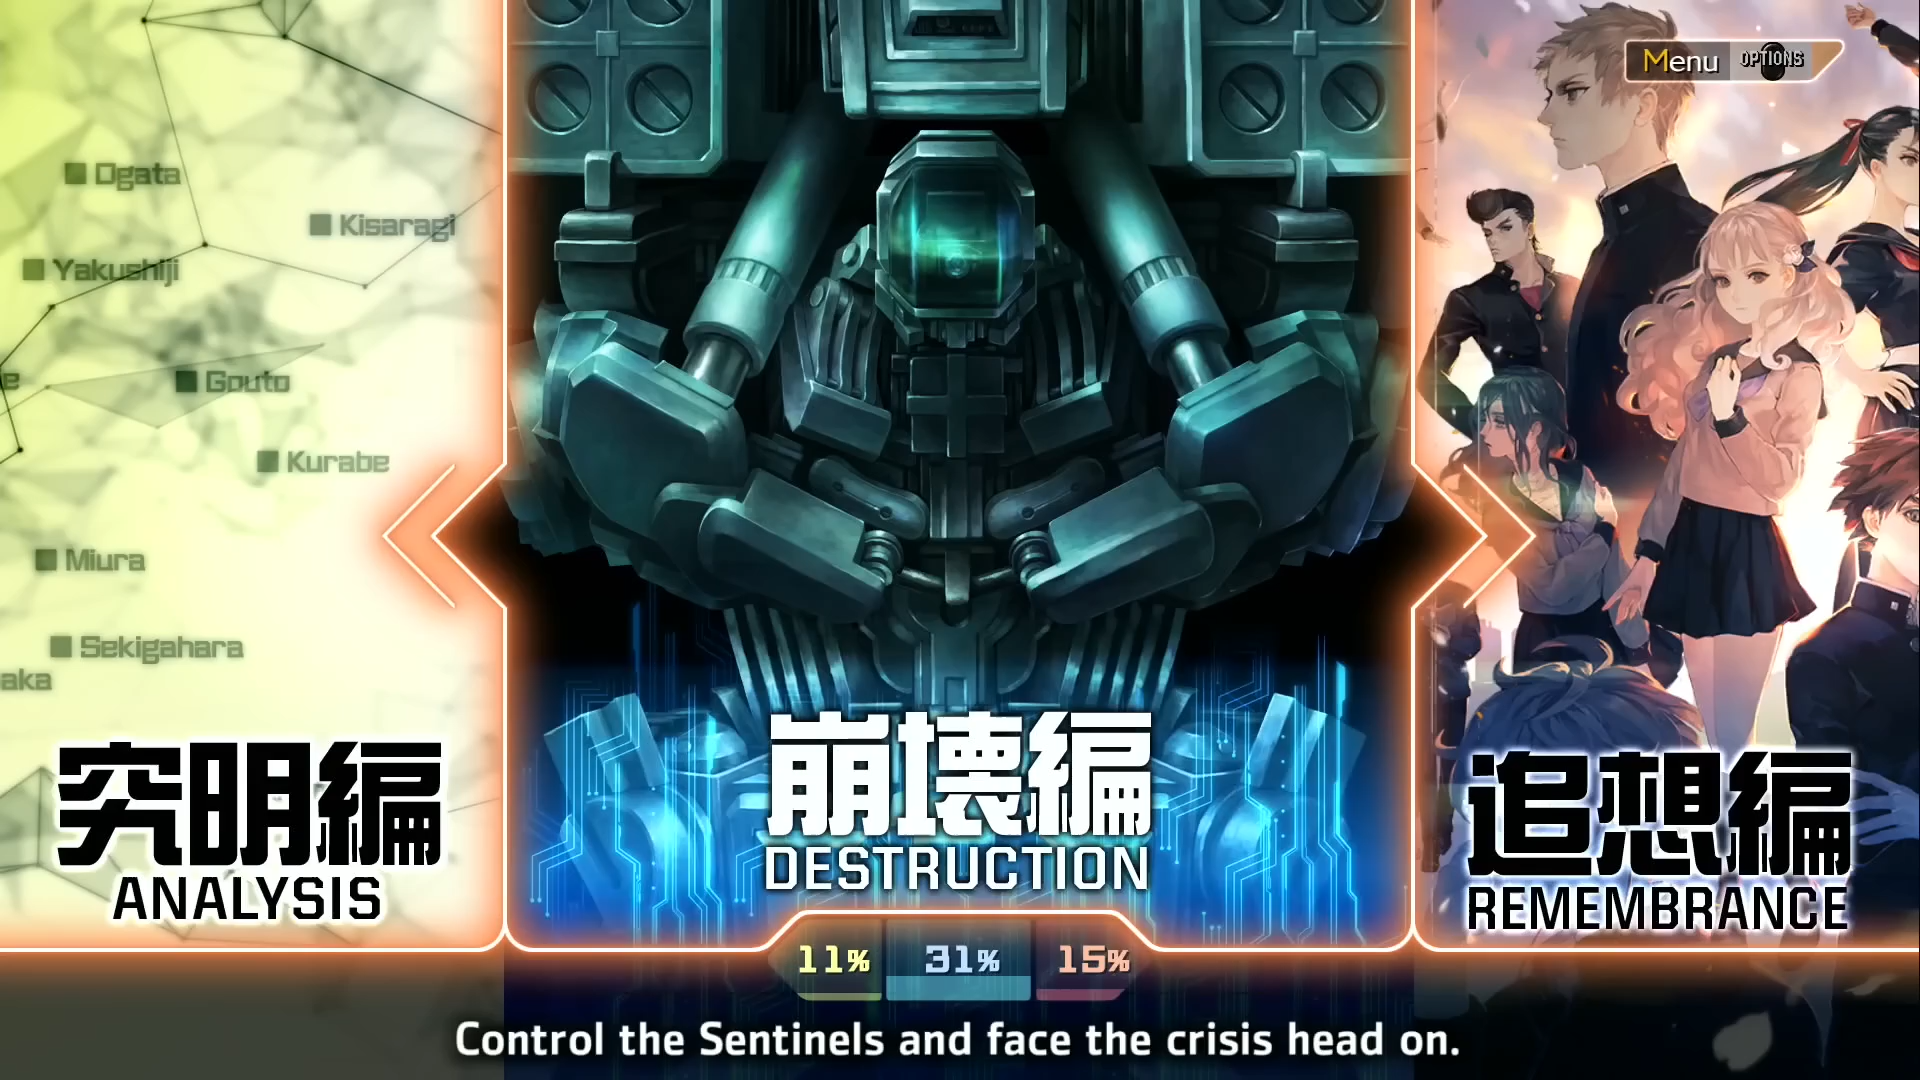 Menu OPTIONS
Ogata
Kisaragi
Yakushiji
e
Gouto
Kurabe
Miura
Sekigahara
aka
究明編
ANALYSIS
崩壊編
DESTRUCTION
追想編
REMEMBRANCE
11% 31% 15%
Control the Sentinels and face the crisis head on.